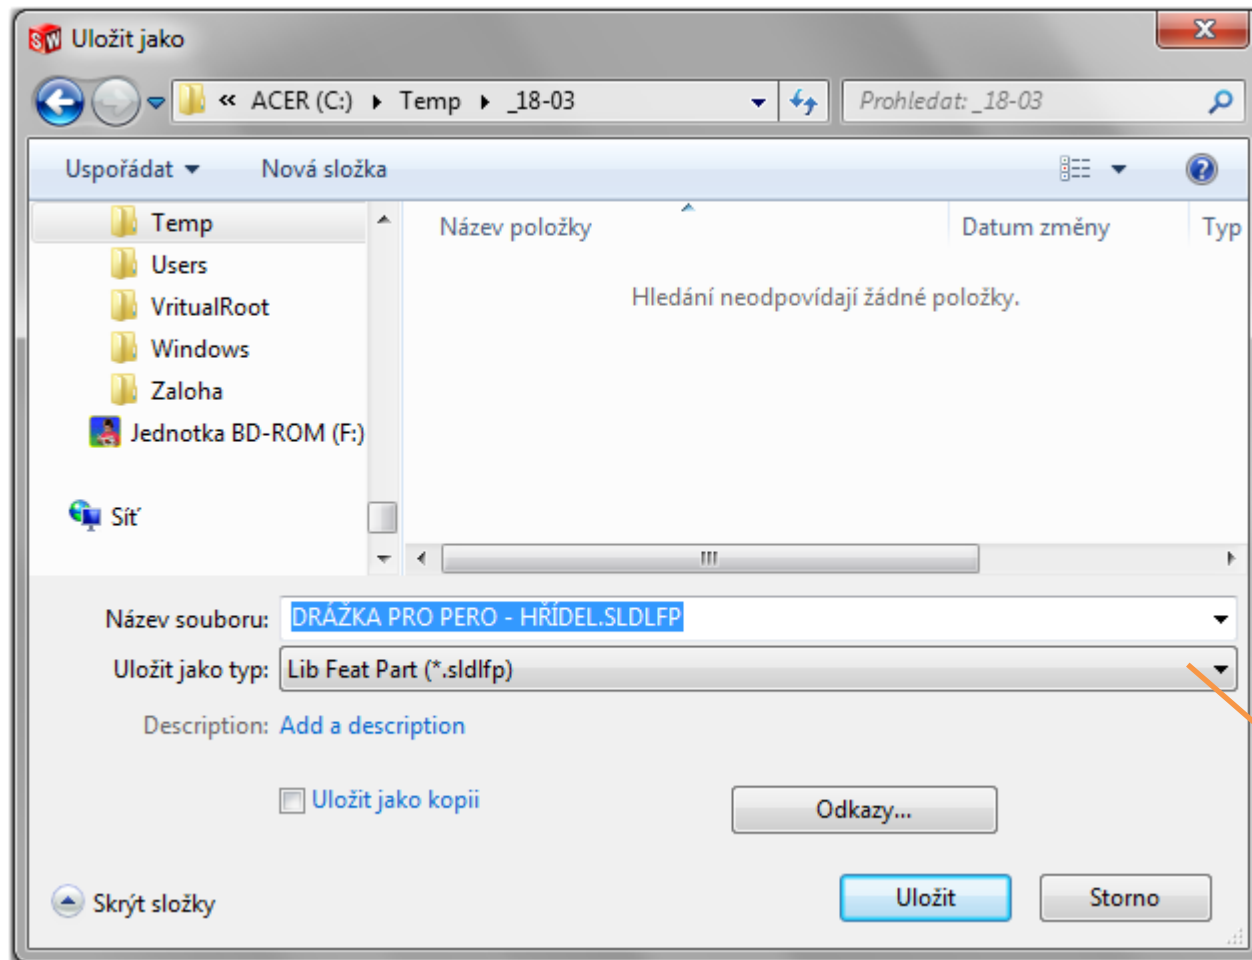 SW Uložit jako
« ACER (C:) Temp _18-03 Prohledat: _18-03
Uspořádat Nová složka
Temp
Users
VritualRoot
Windows
Zaloha
Jednotka BD-ROM (F:)
Síť
Název položky Datum změny Typ
Hledání neodpovídají žádné položky.
Název souboru: DRÁŽKA PRO PERO - HŘÍDEL.SLDLFP
Uložit jako typ: Lib Feat Part (*.sldlfp)
Description: Add a description
Uložit jako kopii
Odkazy...
Skrýt složky
Uložit Storno